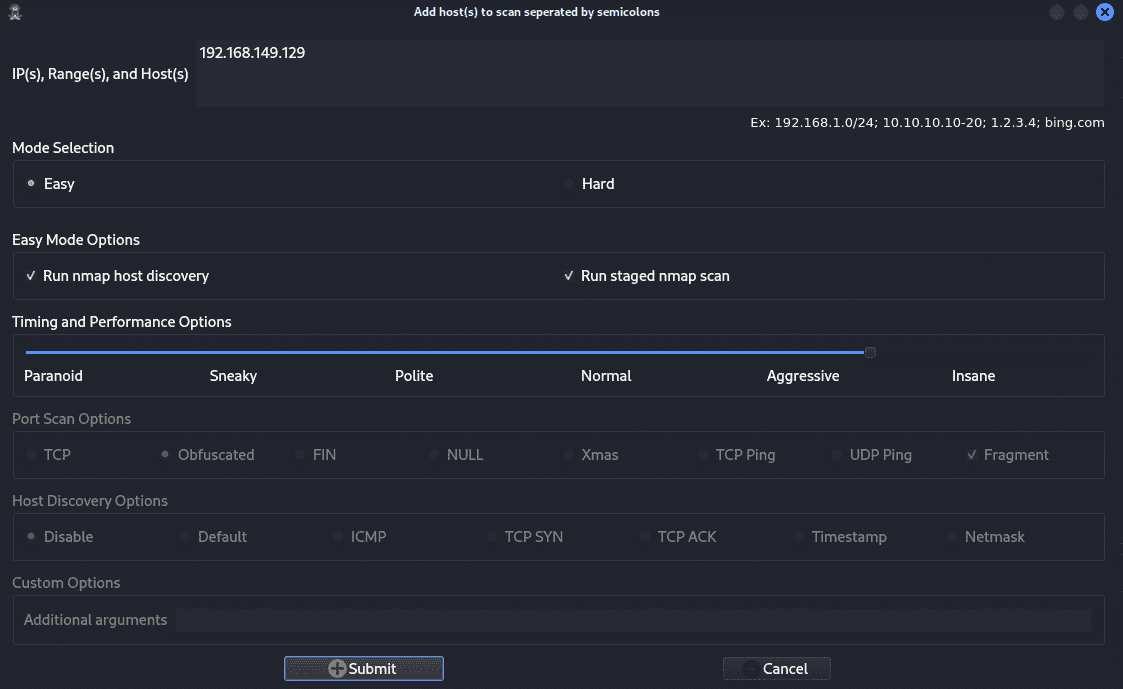 Add host(s) to scan seperated by semicolons
IP(s), Range(s), and Host(s)
192.168.149.129
Ex: 192.168.1.0/24; 10.10.10.10-20; 1.2.3.4; bing.com
Mode Selection
Easy Hard
Easy Mode Options
Run nmap host discovery Run staged nmap scan
Timing and Performance Options
Paranoid Sneaky Polite Normal Aggressive Insane
Port Scan Options
TCP Obfuscated FIN NULL Xmas TCP Ping UDP Ping Fragment
Host Discovery Options
Disable Default ICMP TCP SYN TCP ACK Timestamp Netmask
Custom Options
Additional arguments
Submit Cancel